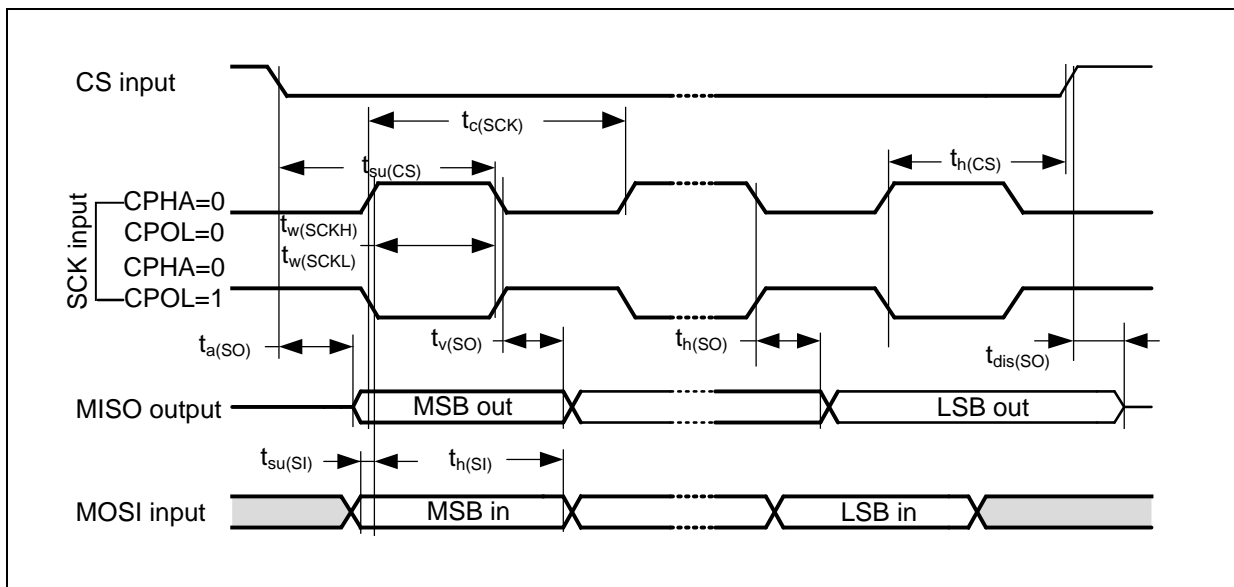 CS input
tc(SCK)
tsu(CS)
th(CS)
SCK input
CPHA=0
CPOL=0
CPHA=0
CPOL=1
tw(SCKH)
tw(SCKL)
ta(SO)
tv(SO)
th(SO)
tdis(SO)
MISO output
MSB out
LSB out
tsu(SI)
th(SI)
MOSI input
MSB in
LSB in